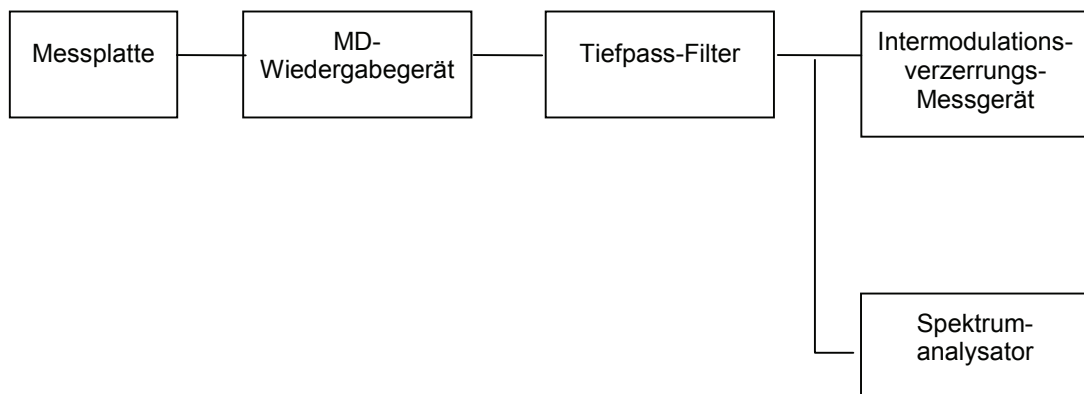 Messplatte
MD-
Wiedergabegerät
Tiefpass-Filter
Intermodulations-
verzerrungs-
Messgerät
Spektrum-
analysator